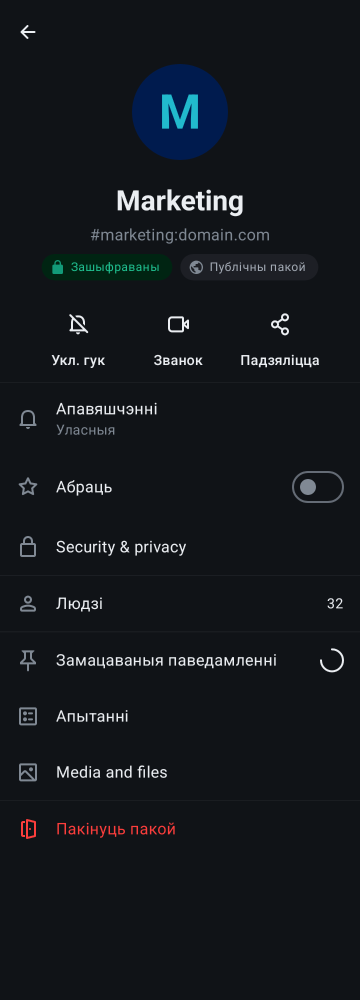 M
Marketing
#marketing:domain.com
Зашыфраваны
Публічны пакой
Укл. гук
Званок
Падзяліцца
Апавяшчэнні
Уласныя
Абраць
Security & privacy
Людзі
32
Замацаваныя паведамленні
Апытанні
Media and files
Пакінуць пакой